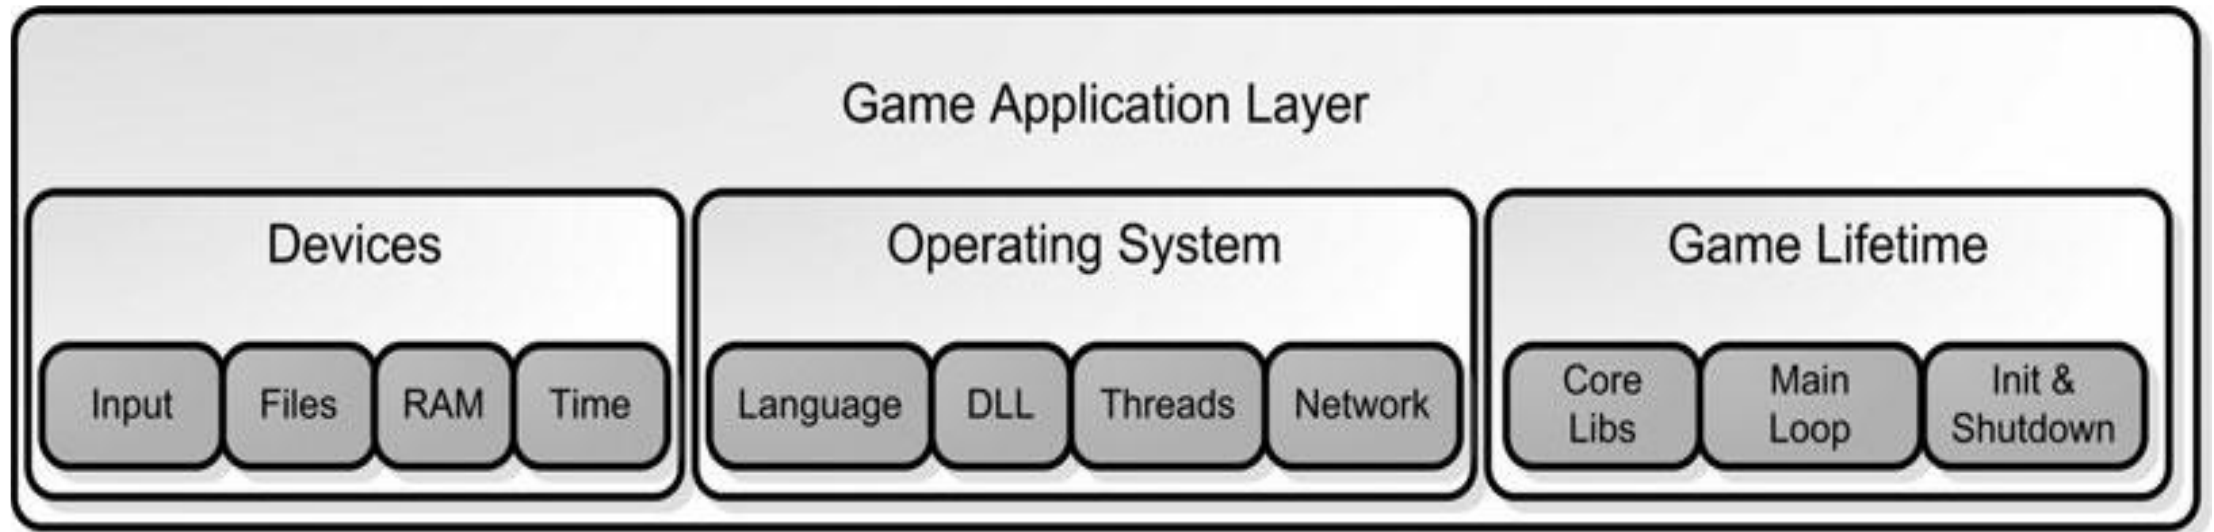 Game Application Layer
Devices
Operating System
Game Lifetime
Input
Files
RAM
Time
Language
DLL
Threads
Network
Core
Libs
Main
Loop
Init &
Shutdown